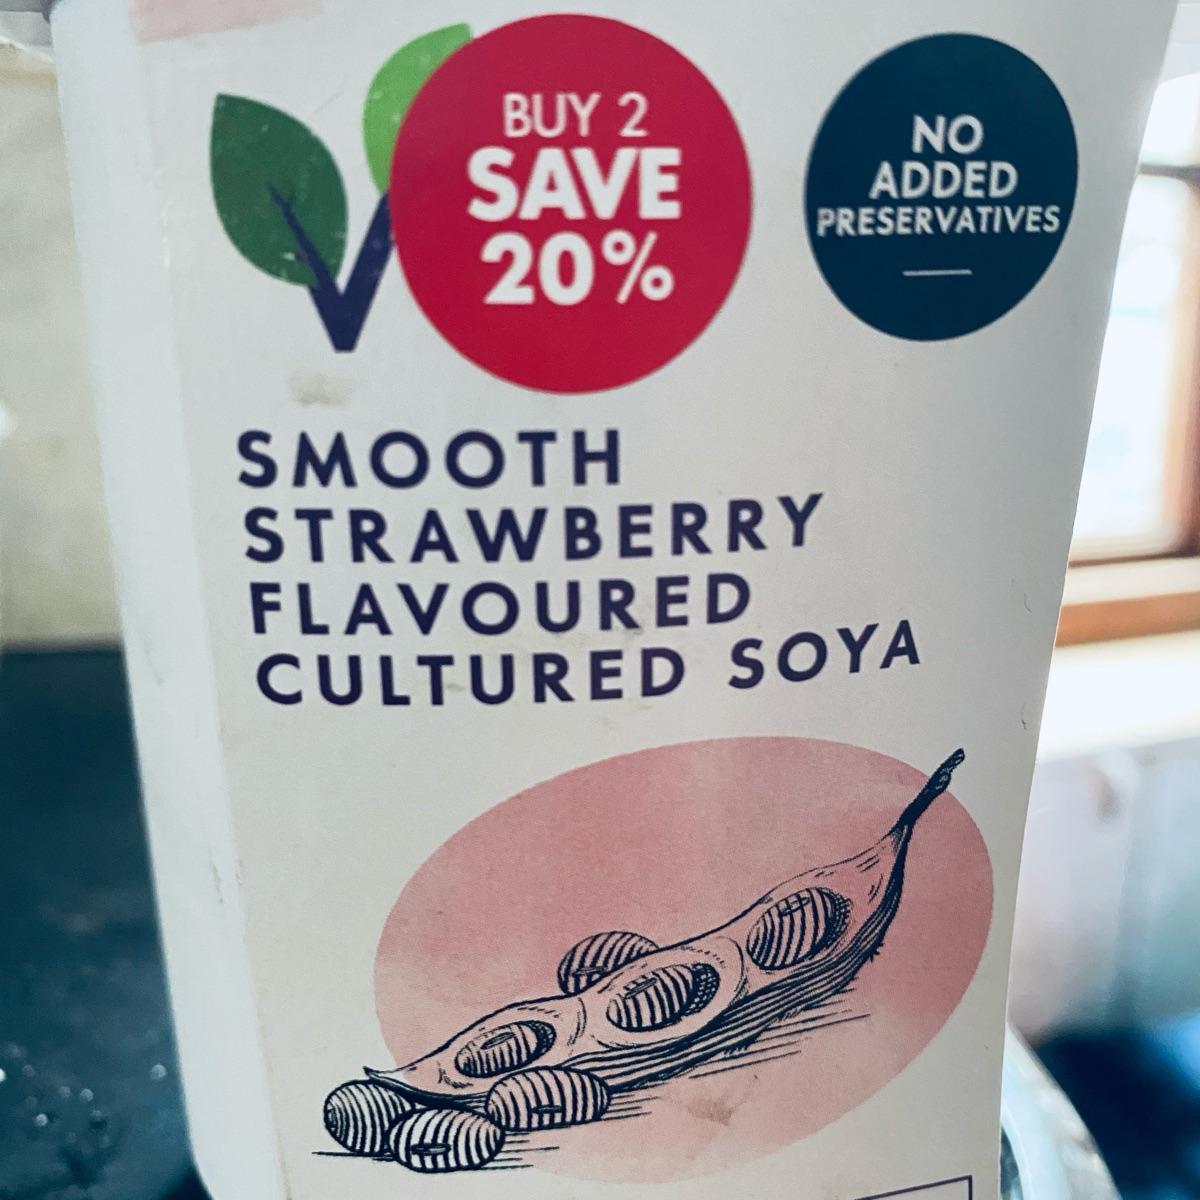 BUY 2
SAVE
20%
NO
ADDED
PRESERVATIVES
SMOOTH
STRAWBERRY
FLAVOURED
CULTURED SOYA